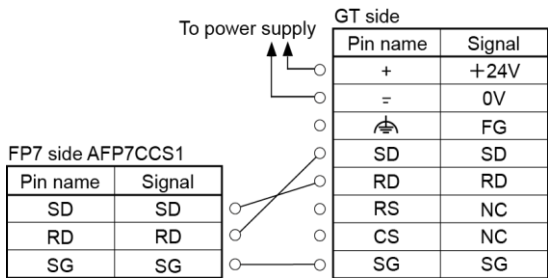 To power supply
GT side
Pin name Signal
+ +24V
= 0V
FG
SD SD
RD RD
RS NC
CS NC
SG SG
FP7 side AFP7CCS1
Pin name Signal
SD SD
RD RD
SG SG